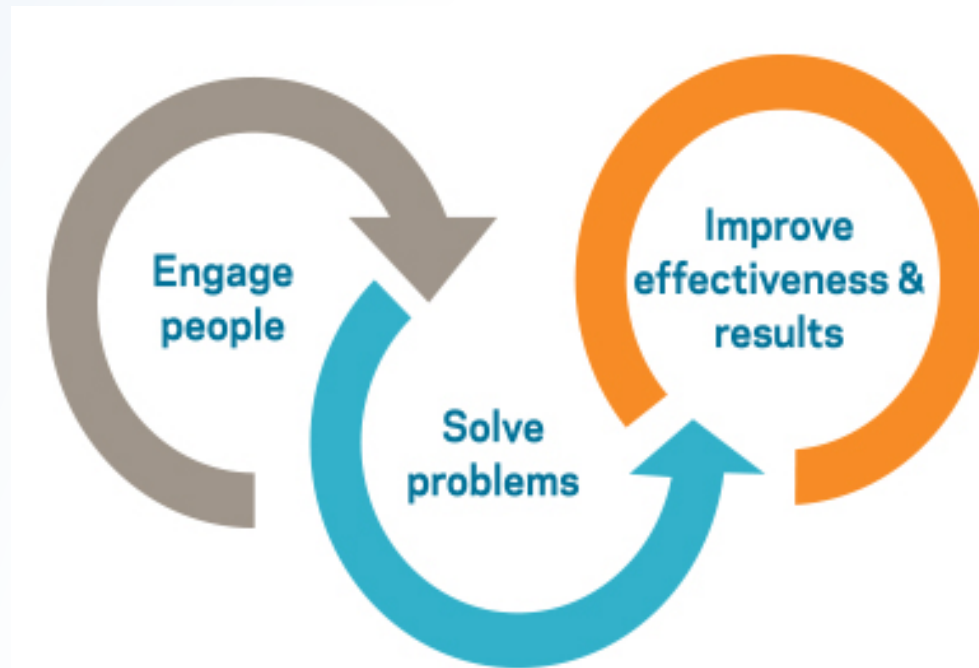 Engage
people
Solve
problems
Improve
effectiveness &
results